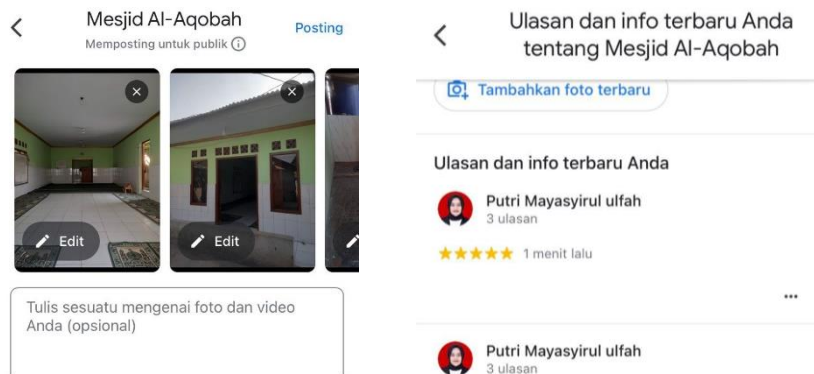 Mesjid Al-Aqobah
Posting
Memposting untuk publik
Edit
Edit
Tulis sesuatu mengenai foto dan video
Anda (opsional)
Ulasan dan info terbaru Anda
tentang Mesjid Al-Aqobah
Tambahkan foto terbaru
Ulasan dan info terbaru Anda
Putri Mayasyirul ulfah
3 ulasan
1 menit lalu
Putri Mayasyirul ulfah
3 ulasan